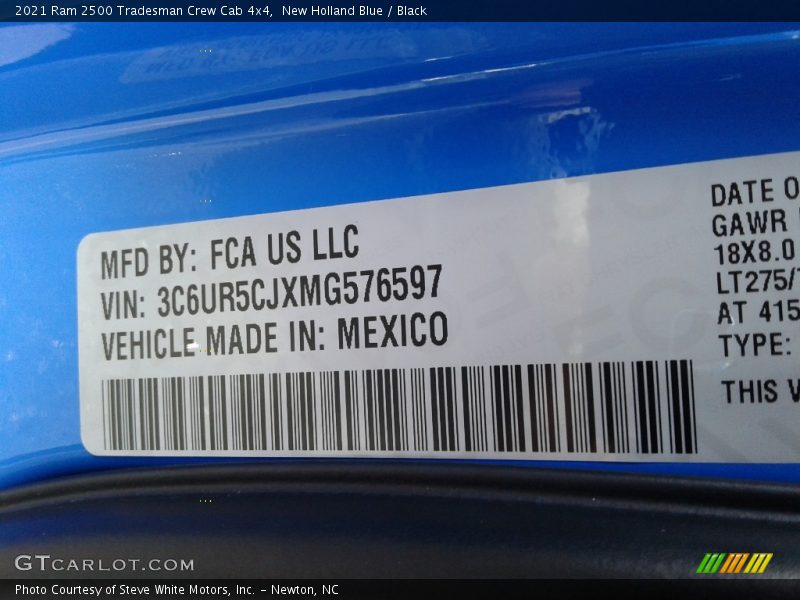 2021 Ram 2500 Tradesman Crew Cab 4x4, New Holland Blue / Black
MFD BY: FCA US LLC
VIN: 3C6UR5CJXMG576597
VEHICLE MADE IN: MEXICO
DATE O
GAWR
18X8.0
LT275/
AT 415
TYPE:
THIS V
GTCARLOT.COM
Photo Courtesy of Steve White Motors, Inc. – Newton, NC